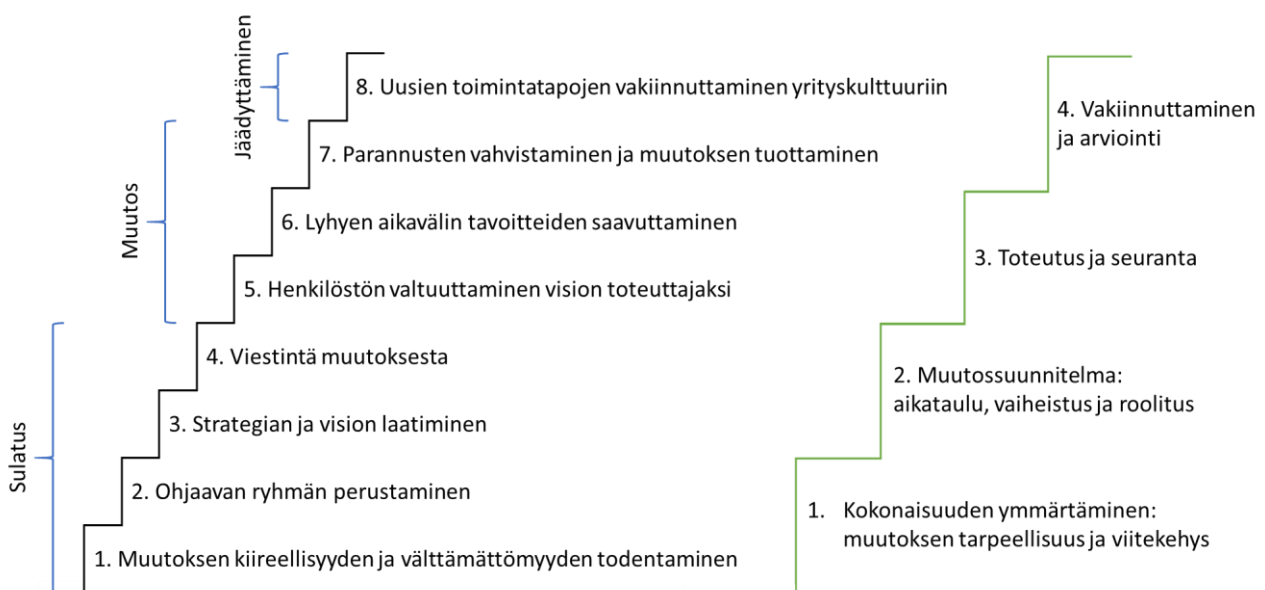 Jäädyttäminen
Muutos
Sulatus
8. Uusien toimintatapojen vakiinnuttaminen yrityskulttuuriin
7. Parannusten vahvistaminen ja muutoksen tuottaminen
6. Lyhyen aikavälin tavoitteiden saavuttaminen
5. Henkilöstön valtuuttaminen vision toteuttajaksi
4. Viestintä muutoksesta
3. Strategian ja vision laatiminen
2. Ohjaavan ryhmän perustaminen
1. Muutoksen kiireellisyyden ja välttämättömyyden todentaminen
4. Vakiinnuttaminen
ja arviointi
3. Toteutus ja seuranta
2. Muutossuunnitelma:
aikataulu, vaiheistus ja roolitus
1. Kokonaisuuden ymmärtäminen:
muutoksen tarpeellisuus ja viitekehys